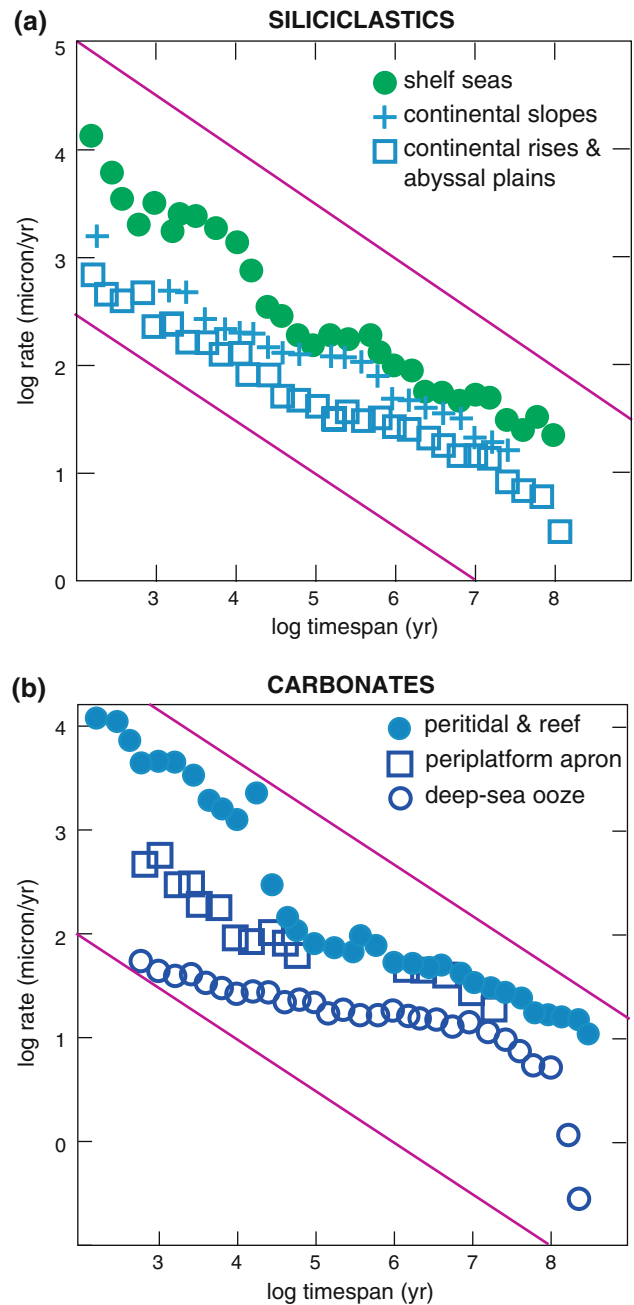 (a) SILICICLASTICS
5
shelf seas
continental slopes
continental rises &
abyssal plains
4
3
2
1
0
log rate (micron/yr)
3 4 5 6 7 8
log timespan (yr)
(b) CARBONATES
4
peritidal & reef
periplatform apron
deep-sea ooze
3
2
1
0
log rate (micron/yr)
3 4 5 6 7 8
log timespan (yr)